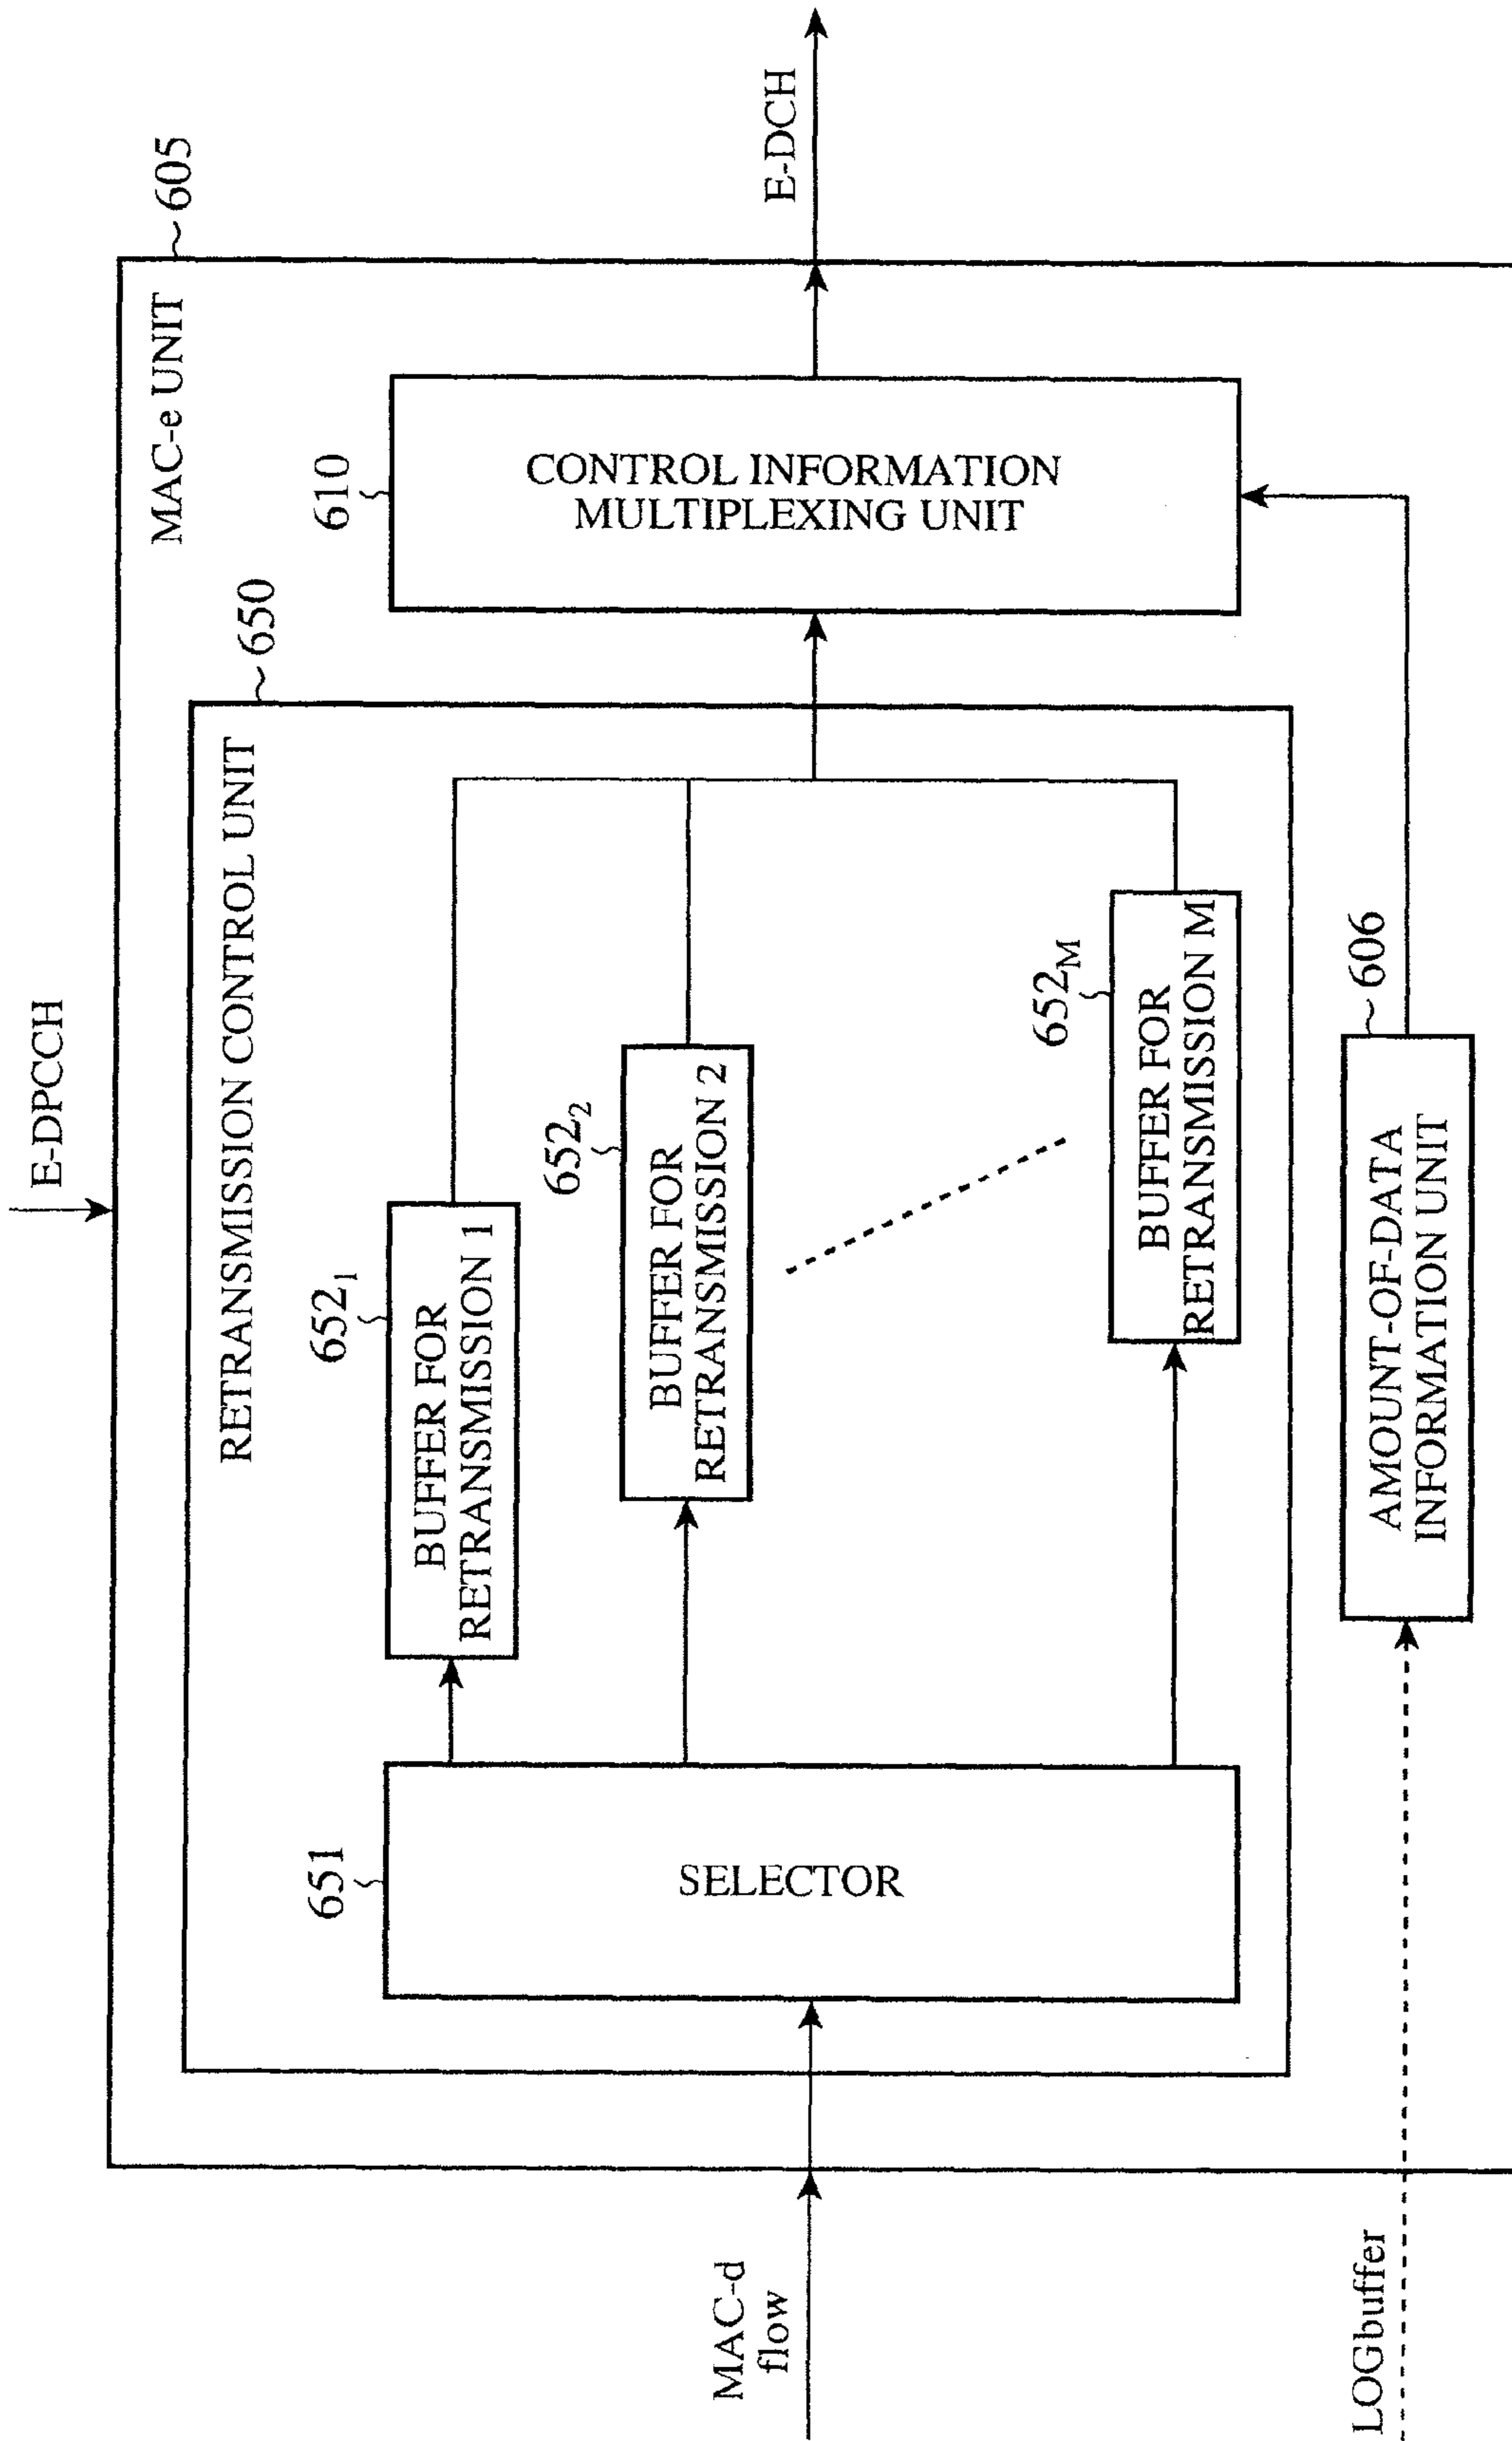 E-DPCCH
605
MAC-e UNIT
650
RETRANSMISSION CONTROL UNIT
E-DCH
610
CONTROL INFORMATION
MULTIPLEXING UNIT
652₁
BUFFER FOR
RETRANSMISSION 1
652₂
BUFFER FOR
RETRANSMISSION 2
652M
BUFFER FOR
RETRANSMISSION M
651
SELECTOR
606
AMOUNT-OF-DATA
INFORMATION UNIT
MAC-d
flow
LOGbuffer